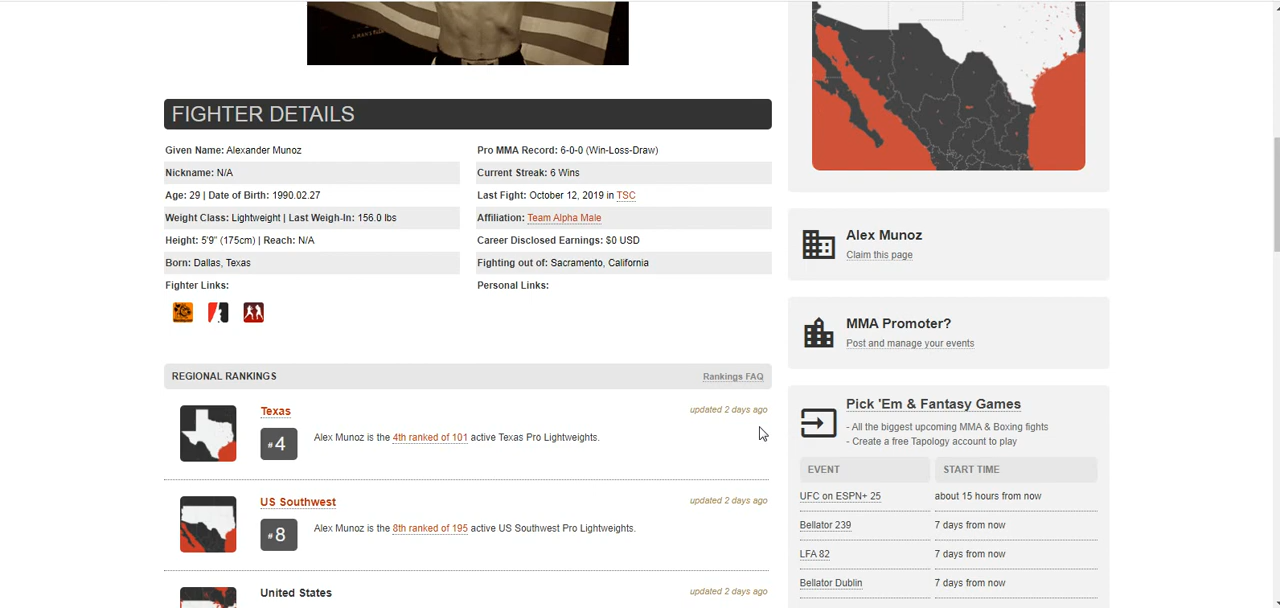 FIGHTER DETAILS
Given Name: Alexander Munoz
Nickname: N/A
Age: 29 | Date of Birth: 1990.02.27
Weight Class: Lightweight | Last Weigh-In: 156.0 lbs
Height: 5'9" (175cm) | Reach: N/A
Born: Dallas, Texas
Fighter Links:
Pro MMA Record: 6-0-0 (Win-Loss-Draw)
Current Streak: 6 Wins
Last Fight: October 12, 2019 in TSC
Affiliation: Team Alpha Male
Career Disclosed Earnings: $0 USD
Fighting out of: Sacramento, California
Personal Links:
REGIONAL RANKINGS
Rankings FAQ
Texas
updated 2 days ago
#4
Alex Munoz is the 4th ranked of 101 active Texas Pro Lightweights.
US Southwest
updated 2 days ago
#8
Alex Munoz is the 8th ranked of 195 active US Southwest Pro Lightweights.
United States
updated 2 days ago
Alex Munoz
Claim this page
MMA Promoter?
Post and manage your events
Pick 'Em & Fantasy Games
- All the biggest upcoming MMA & Boxing fights
- Create a free Tapology account to play
EVENT START TIME
UFC on ESPN+ 25 about 15 hours from now
Bellator 239 7 days from now
LFA 82 7 days from now
Bellator Dublin 7 days from now